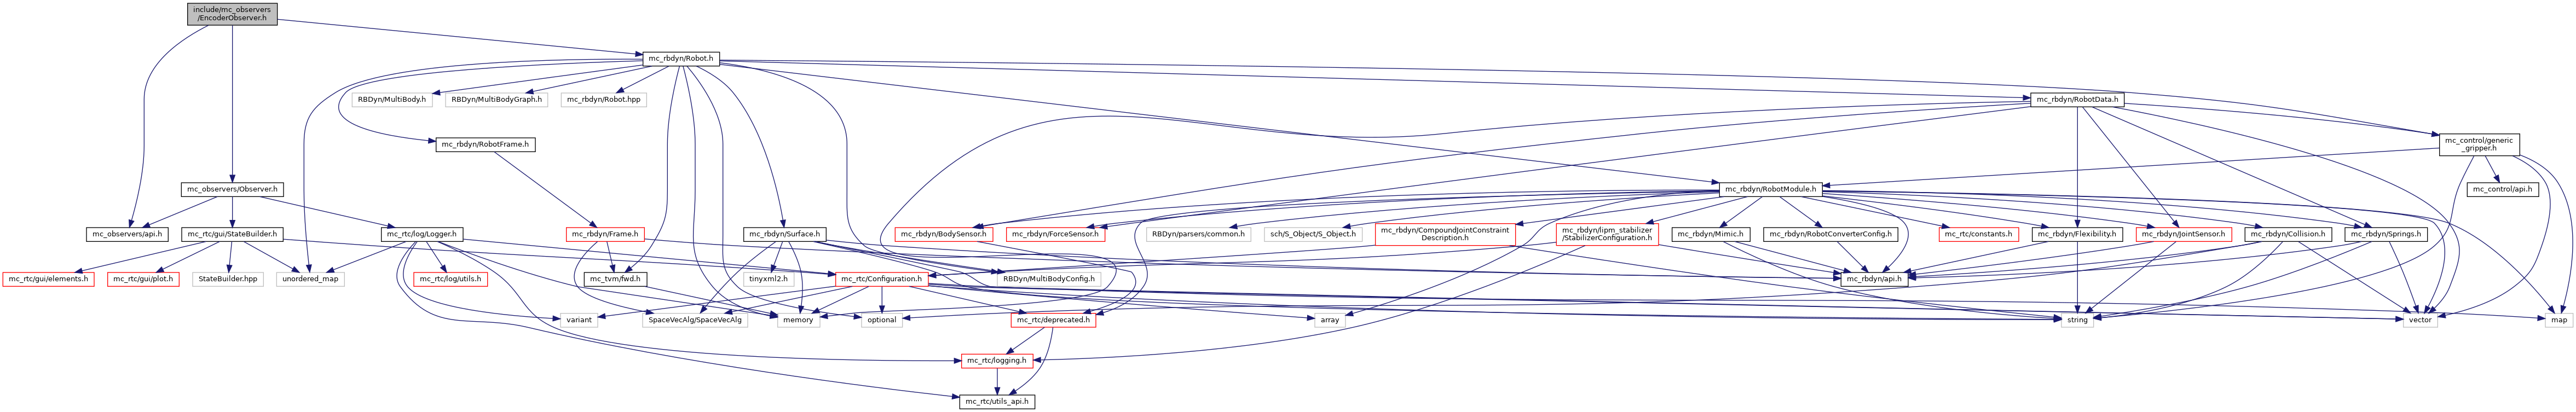 include/mc_observers
/EncoderObserver.h
mc_rbdyn/Robot.h
RBDyn/MultiBody.h
RBDyn/MultiBodyGraph.h
mc_rbdyn/Robot.hpp
mc_rbdyn/RobotData.h
mc_rbdyn/RobotFrame.h
mc_control/generic
_gripper.h
mc_observers/Observer.h
mc_rbdyn/RobotModule.h
mc_control/api.h
mc_observers/api.h
mc_rtc/gui/StateBuilder.h
mc_rtc/log/Logger.h
mc_rbdyn/Frame.h
mc_rbdyn/Surface.h
mc_rbdyn/BodySensor.h
mc_rbdyn/ForceSensor.h
RBDyn/parsers/common.h
sch/S_Object/S_Object.h
mc_rbdyn/CompoundJointConstraint
Description.h
mc_rbdyn/lipm_stabilizer
/StabilizerConfiguration.h
mc_rbdyn/Mimic.h
mc_rbdyn/RobotConverterConfig.h
mc_rtc/constants.h
mc_rbdyn/Flexibility.h
mc_rbdyn/JointSensor.h
mc_rbdyn/Collision.h
mc_rbdyn/Springs.h
mc_rtc/gui/elements.h
mc_rtc/gui/plot.h
StateBuilder.hpp
unordered_map
mc_rtc/log/utils.h
mc_tvm/fwd.h
tinyxml2.h
mc_rtc/Configuration.h
RBDyn/MultiBodyConfig.h
mc_rbdyn/api.h
variant
SpaceVecAlg/SpaceVecAlg
memory
optional
mc_rtc/deprecated.h
array
string
vector
map
mc_rtc/logging.h
mc_rtc/utils_api.h